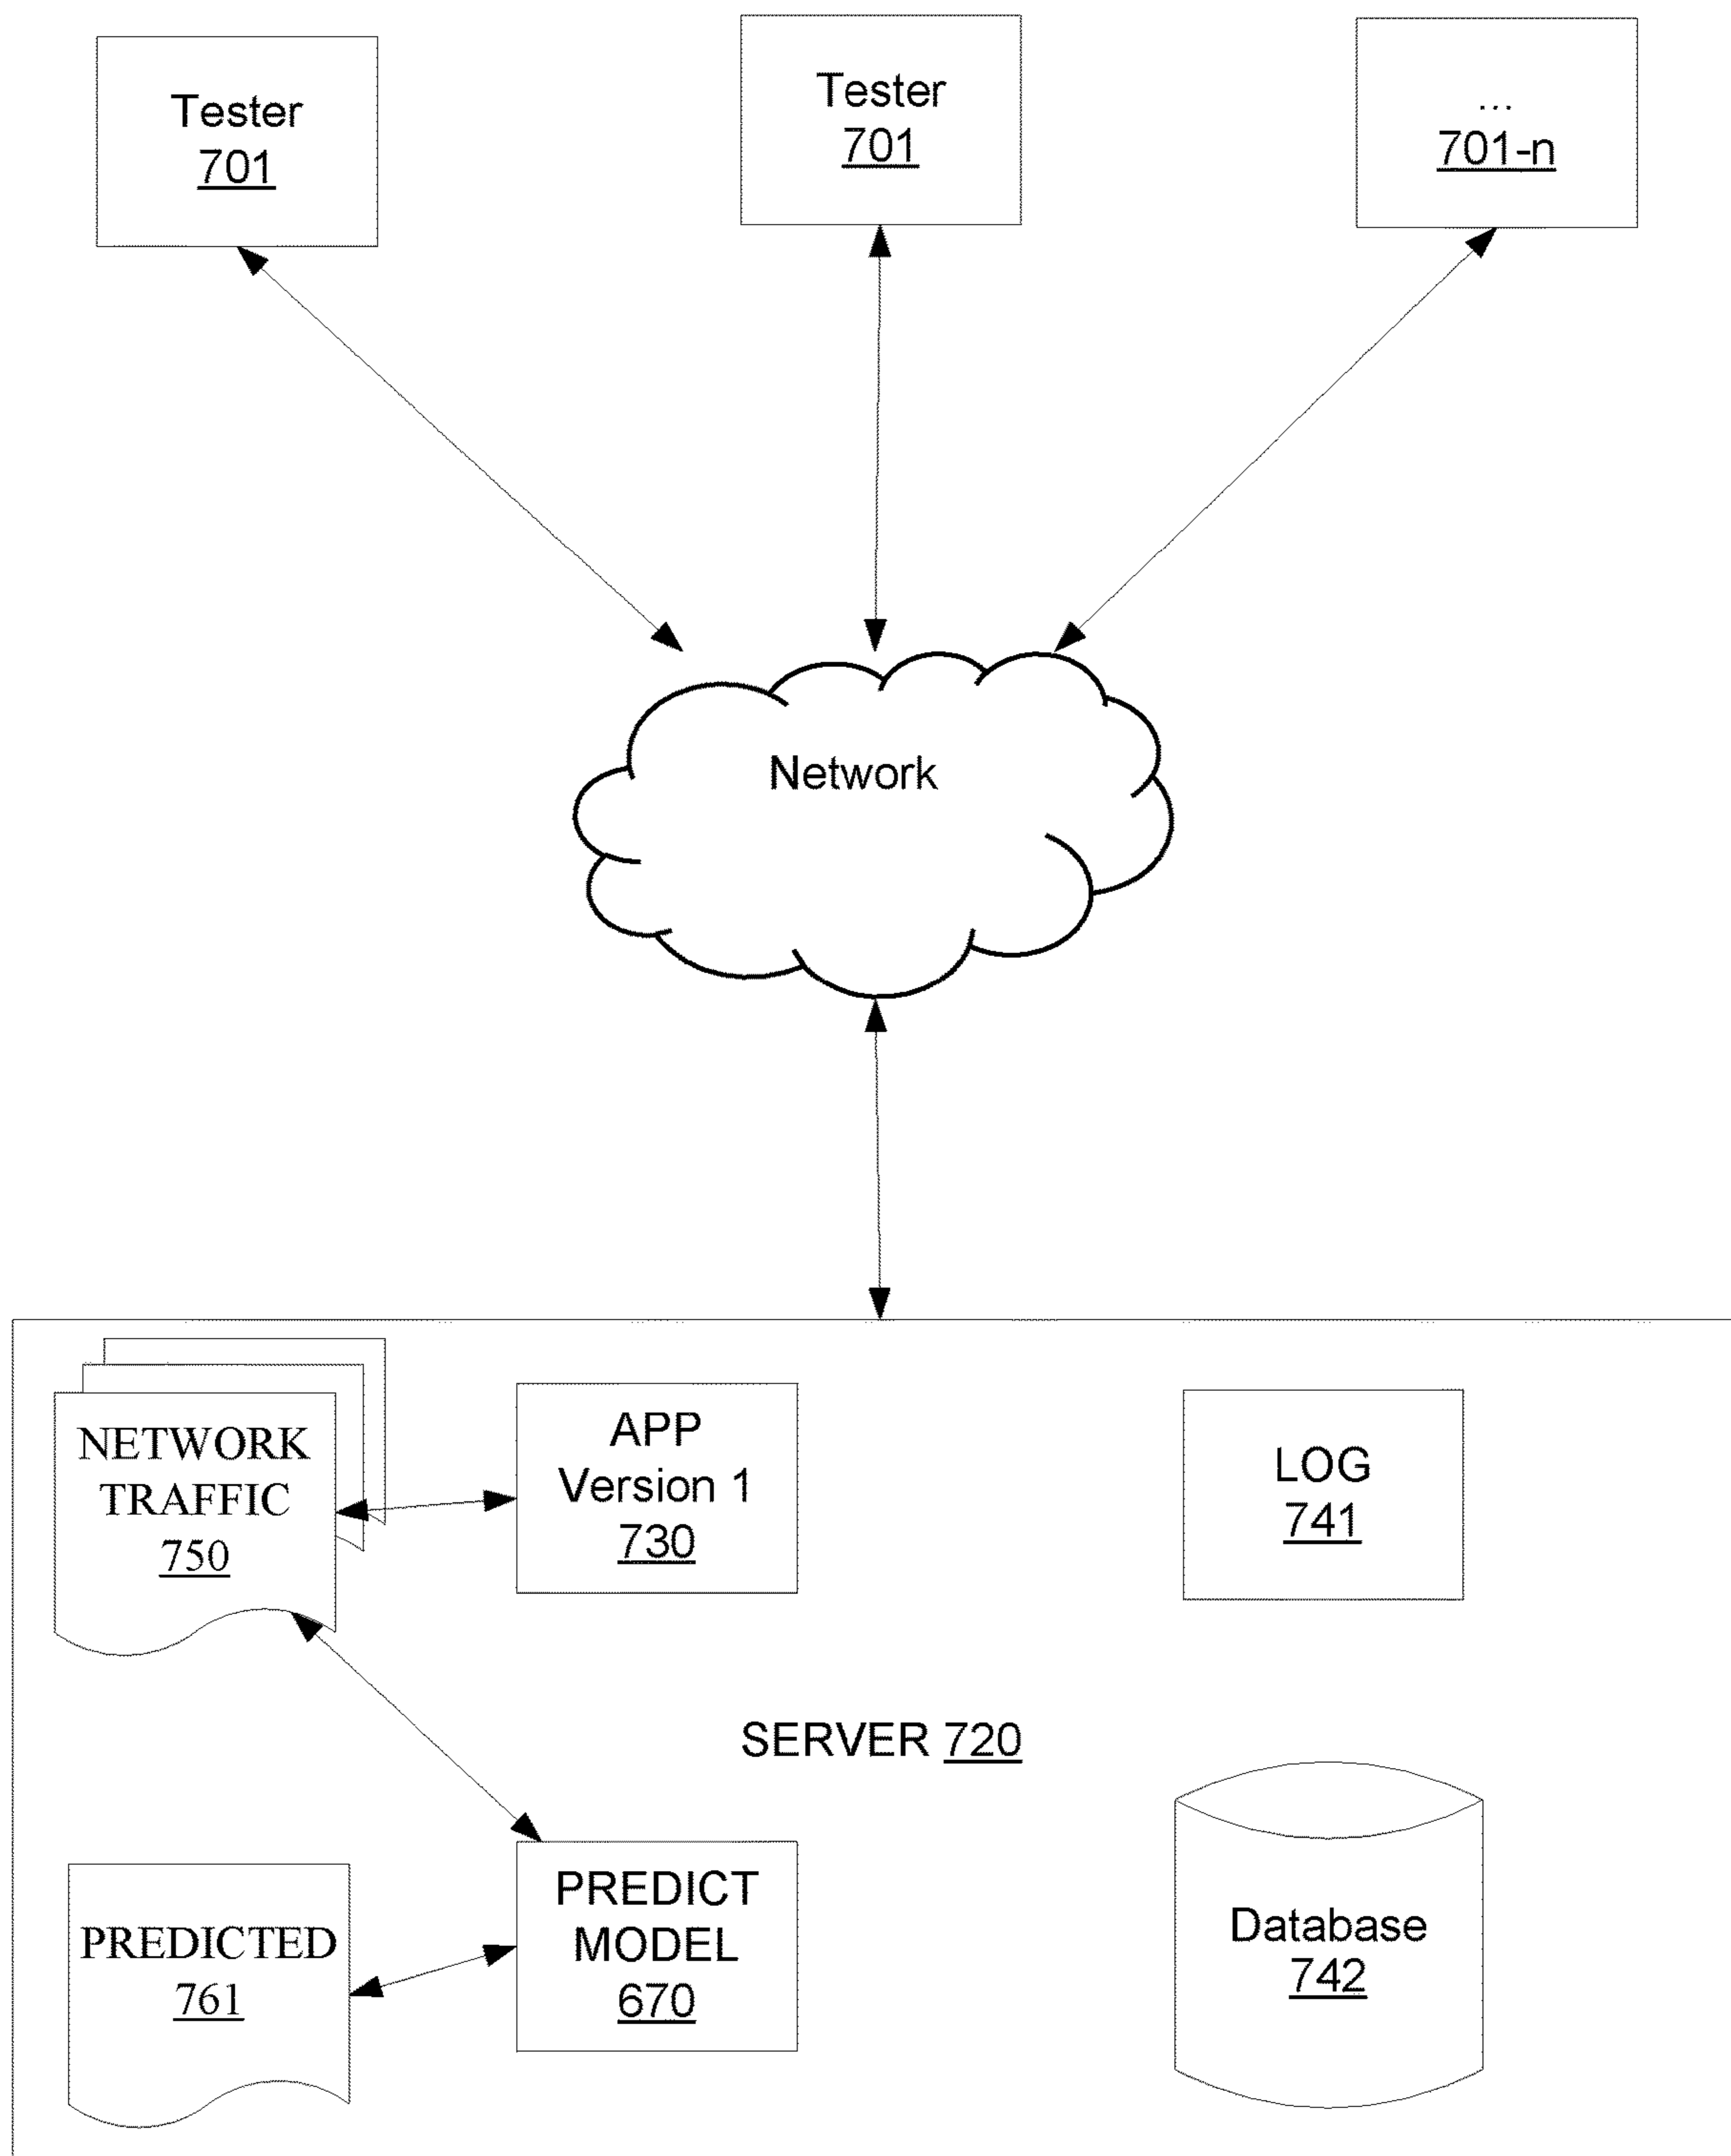 Tester
701
Tester
701
...
701-n
Network
NETWORK
TRAFFIC
750
APP
Version 1
730
LOG
741
SERVER 720
PREDICTED
761
PREDICT
MODEL
670
Database
742